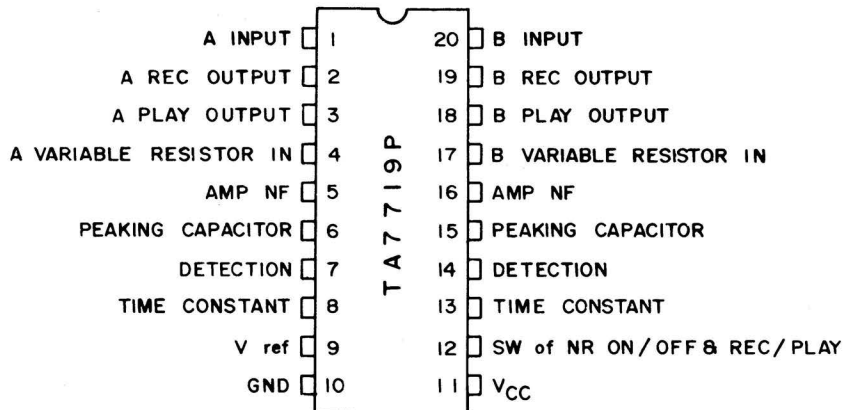 A INPUT 1 20 B INPUT
A REC OUTPUT 2 19 B REC OUTPUT
A PLAY OUTPUT 3 18 B PLAY OUTPUT
A VARIABLE RESISTOR IN 4 17 B VARIABLE RESISTOR IN
AMP NF 5 16 AMP NF
PEAKING CAPACITOR 6 15 PEAKING CAPACITOR
DETECTION 7 14 DETECTION
TIME CONSTANT 8 13 TIME CONSTANT
V ref 9 12 SW of NR ON/OFF & REC/PLAY
GND 10 11 VCC
TA7719P